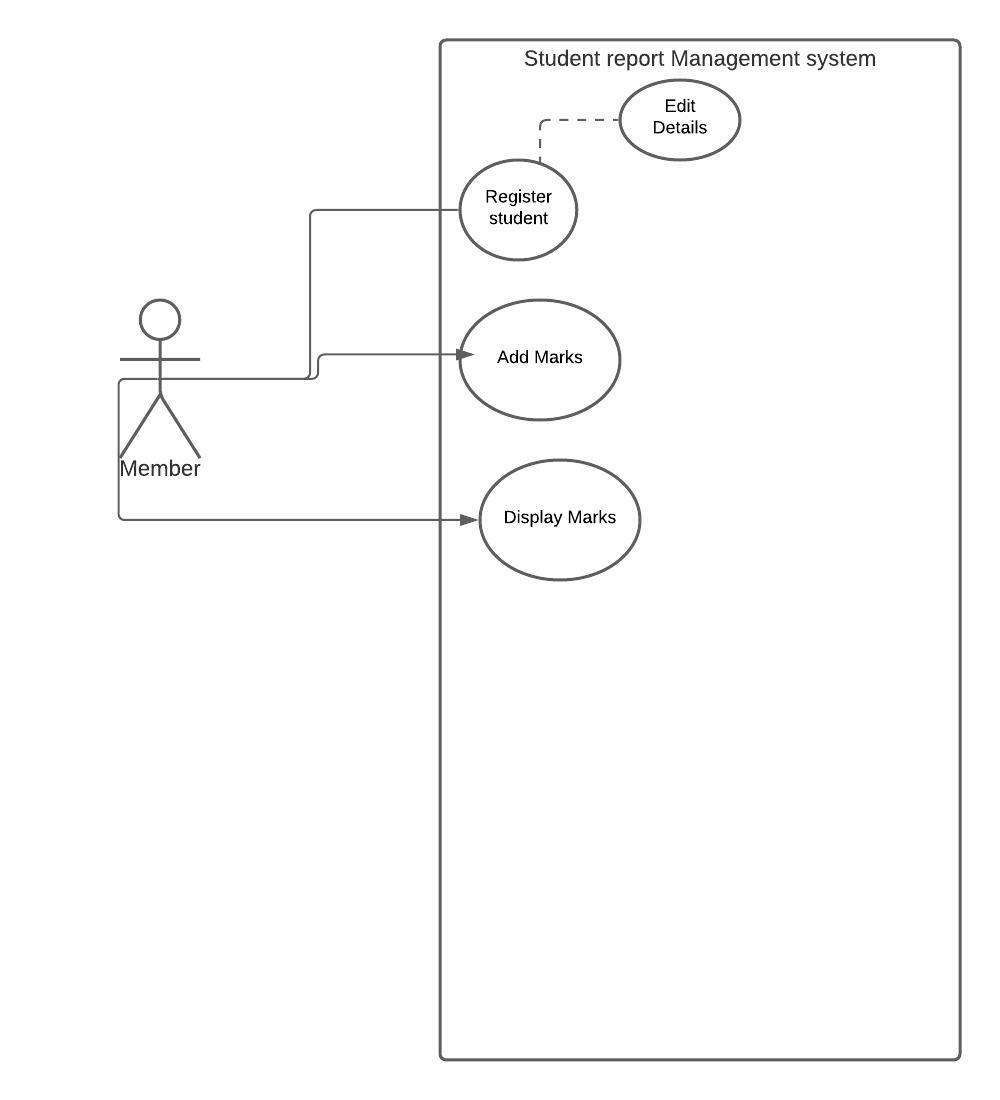 Student report Management system
Edit
Details
Register
student
Add Marks
Member
Display Marks